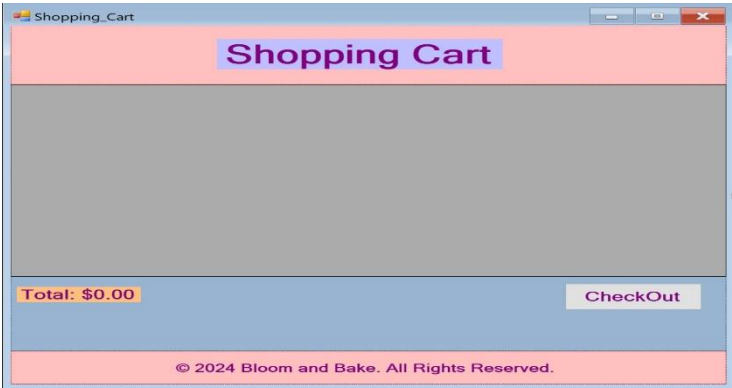 Shopping_Cart
Shopping Cart
Total: $0.00
CheckOut
© 2024 Bloom and Bake. All Rights Reserved.